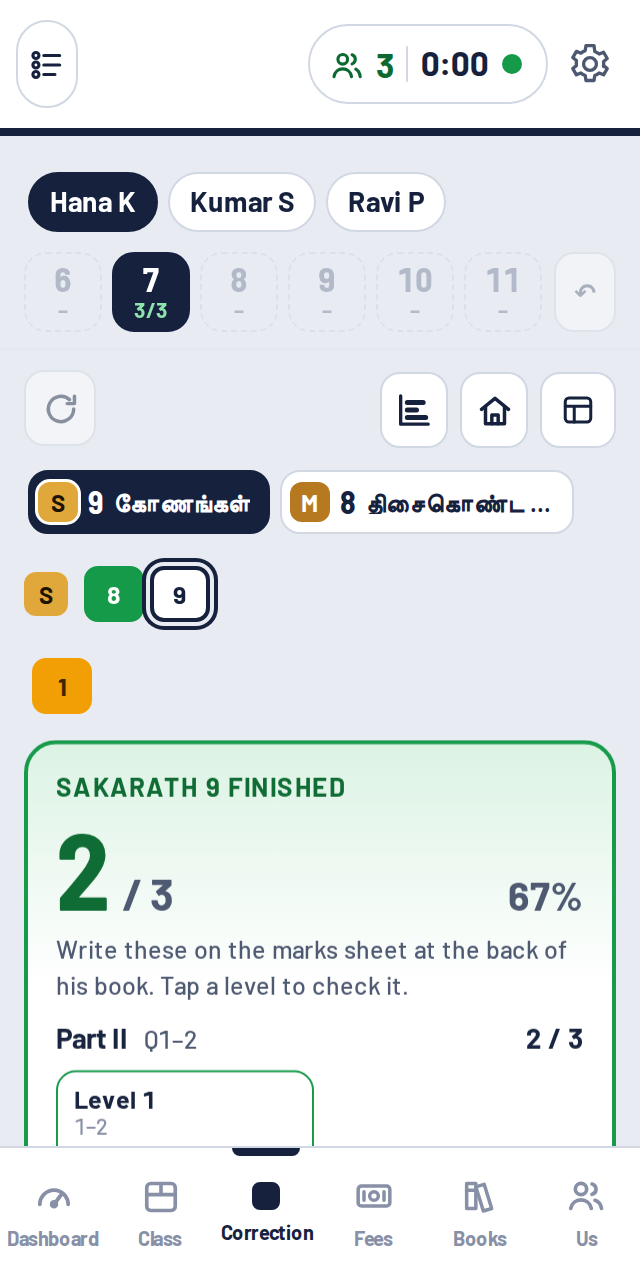 3 0:00
Hana K Kumar S Ravi P
6 7 8 9 10 11
- 3/3 - - - -
S 9 கோணங்கள் M 8 திசைகொண்ட ...
S 8 9
1
SAKARATH 9 FINISHED
2 / 3 67%
Write these on the marks sheet at the back of
his book. Tap a level to check it.
Part II Q1–2 2 / 3
Level 1
1–2
Dashboard Class Correction Fees Books Us